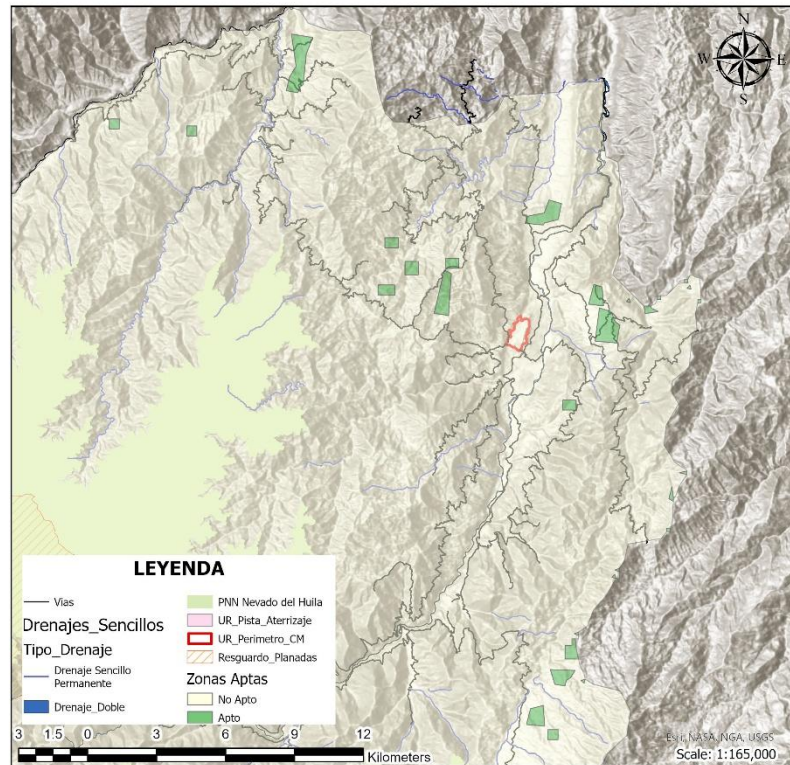 N
W E
S
LEYENDA
Vias
Drenajes_Sencillos
Tipo_Drenaje
Drenaje Sencillo
Permanente
Drenaje_Doble
PNN Nevado del Huila
UR_Pista_Aterrizaje
UR_Perimetro_CM
Resguardo_Planadas
Zonas Aptas
No Apto
Apto
3 1.5 0 3 6 9 12
Kilometers
Esri, NASA, NGA, USGS
Scale: 1:165,000